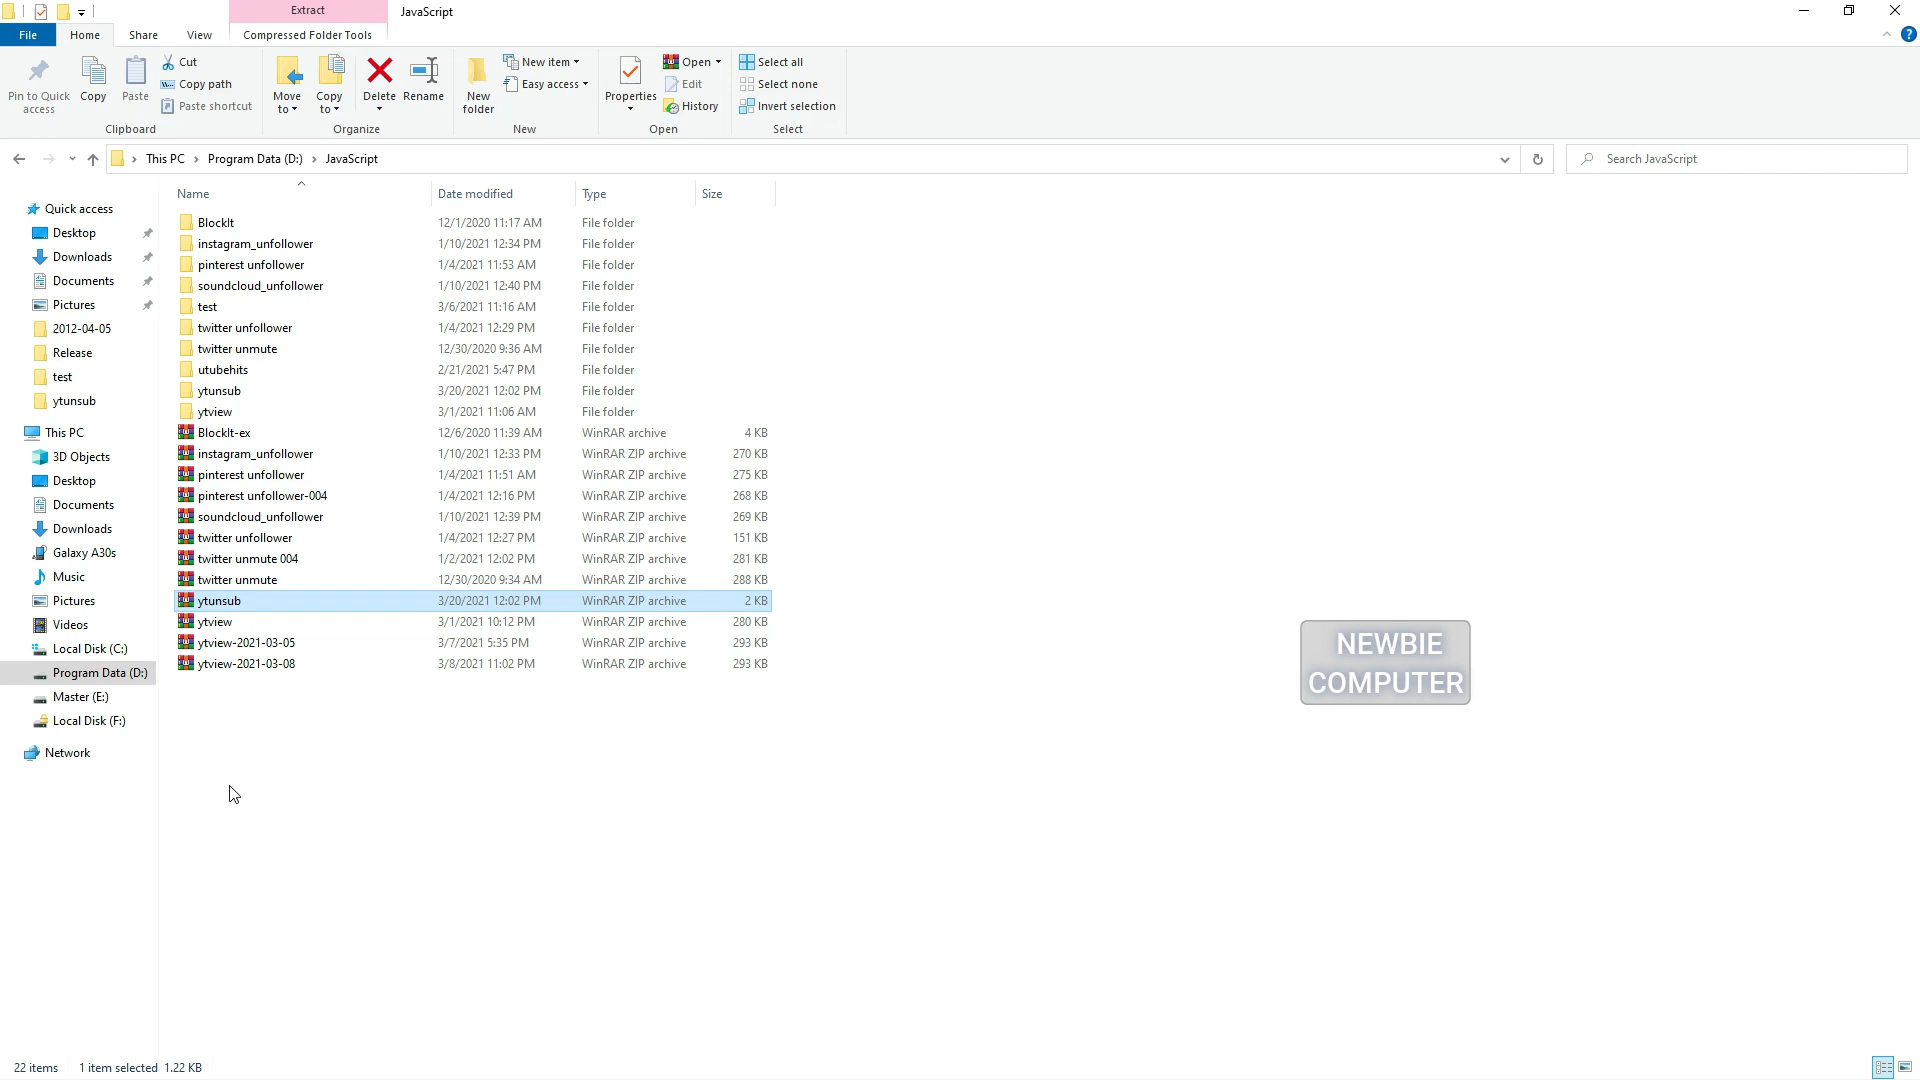 Extract
JavaScript
File
Home
Share
View
Compressed Folder Tools
Pin to Quick
access
Copy
Paste
Cut
Copy path
Paste shortcut
Clipboard
Move
to
Copy
to
Delete
Rename
Organize
New
folder
New item
Easy access
New
Properties
Open
Edit
History
Open
Select all
Select none
Invert selection
Select
This PC
Program Data (D:)
JavaScript
Search JavaScript
Name
Date modified
Type
Size
Quick access
Desktop
Downloads
Documents
Pictures
2012-04-05
Release
test
ytunsub
This PC
3D Objects
Desktop
Documents
Downloads
Galaxy A30s
Music
Pictures
Videos
Local Disk (C:)
Program Data (D:)
Master (E:)
Local Disk (F:)
Network
BlockIt 12/1/2020 11:17 AM File folder
instagram_unfollower 1/10/2021 12:34 PM File folder
pinterest unfollower 1/4/2021 11:53 AM File folder
soundcloud_unfollower 1/10/2021 12:40 PM File folder
test 3/6/2021 11:16 AM File folder
twitter unfollower 1/4/2021 12:29 PM File folder
twitter unmute 12/30/2020 9:36 AM File folder
utubehits 2/21/2021 5:47 PM File folder
ytunsub 3/20/2021 12:02 PM File folder
ytview 3/1/2021 11:06 AM File folder
BlockIt-ex 12/6/2020 11:39 AM WinRAR archive 4 KB
instagram_unfollower 1/10/2021 12:33 PM WinRAR ZIP archive 270 KB
pinterest unfollower 1/4/2021 11:51 AM WinRAR ZIP archive 275 KB
pinterest unfollower-004 1/4/2021 12:16 PM WinRAR ZIP archive 268 KB
soundcloud_unfollower 1/10/2021 12:39 PM WinRAR ZIP archive 269 KB
twitter unfollower 1/4/2021 12:27 PM WinRAR ZIP archive 151 KB
twitter unmute 004 1/2/2021 12:02 PM WinRAR ZIP archive 281 KB
twitter unmute 12/30/2020 9:34 AM WinRAR ZIP archive 288 KB
ytunsub 3/20/2021 12:02 PM WinRAR ZIP archive 2 KB
ytview 3/1/2021 10:12 PM WinRAR ZIP archive 280 KB
ytview-2021-03-05 3/7/2021 5:35 PM WinRAR ZIP archive 293 KB
ytview-2021-03-08 3/8/2021 11:02 PM WinRAR ZIP archive 293 KB
NEWBIE
COMPUTER
22 items 1 item selected 1.22 KB